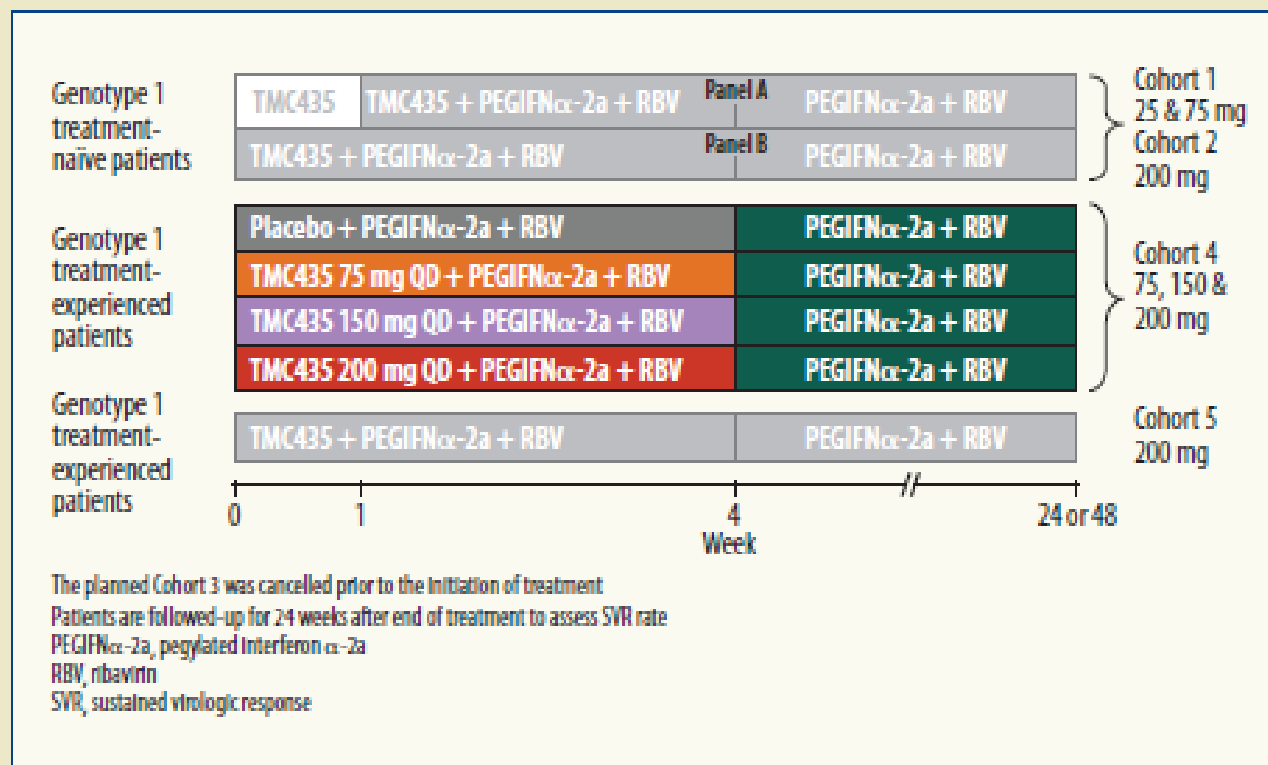 Genotype 1
treatment-
naïve patients
TMC435
TMC435 + PEGIFNα-2a + RBV
Panel A
PEGIFNα-2a + RBV
TMC435 + PEGIFNα-2a + RBV
Panel B
PEGIFNα-2a + RBV
Cohort 1
25 & 75 mg
Cohort 2
200 mg
Genotype 1
treatment-
experienced
patients
Placebo + PEGIFNα-2a + RBV
PEGIFNα-2a + RBV
TMC435 75 mg QD + PEGIFNα-2a + RBV
PEGIFNα-2a + RBV
TMC435 150 mg QD + PEGIFNα-2a + RBV
PEGIFNα-2a + RBV
TMC435 200 mg QD + PEGIFNα-2a + RBV
PEGIFNα-2a + RBV
Cohort 4
75, 150 &
200 mg
Genotype 1
treatment-
experienced
patients
TMC435 + PEGIFNα-2a + RBV
PEGIFNα-2a + RBV
Cohort 5
200 mg
0 1 4 24 or 48
Week
The planned Cohort 3 was cancelled prior to the initiation of treatment
Patients are followed-up for 24 weeks after end of treatment to assess SVR rate
PEGIFNα-2a, pegylated interferon α-2a
RBV, ribavirin
SVR, sustained virologic response